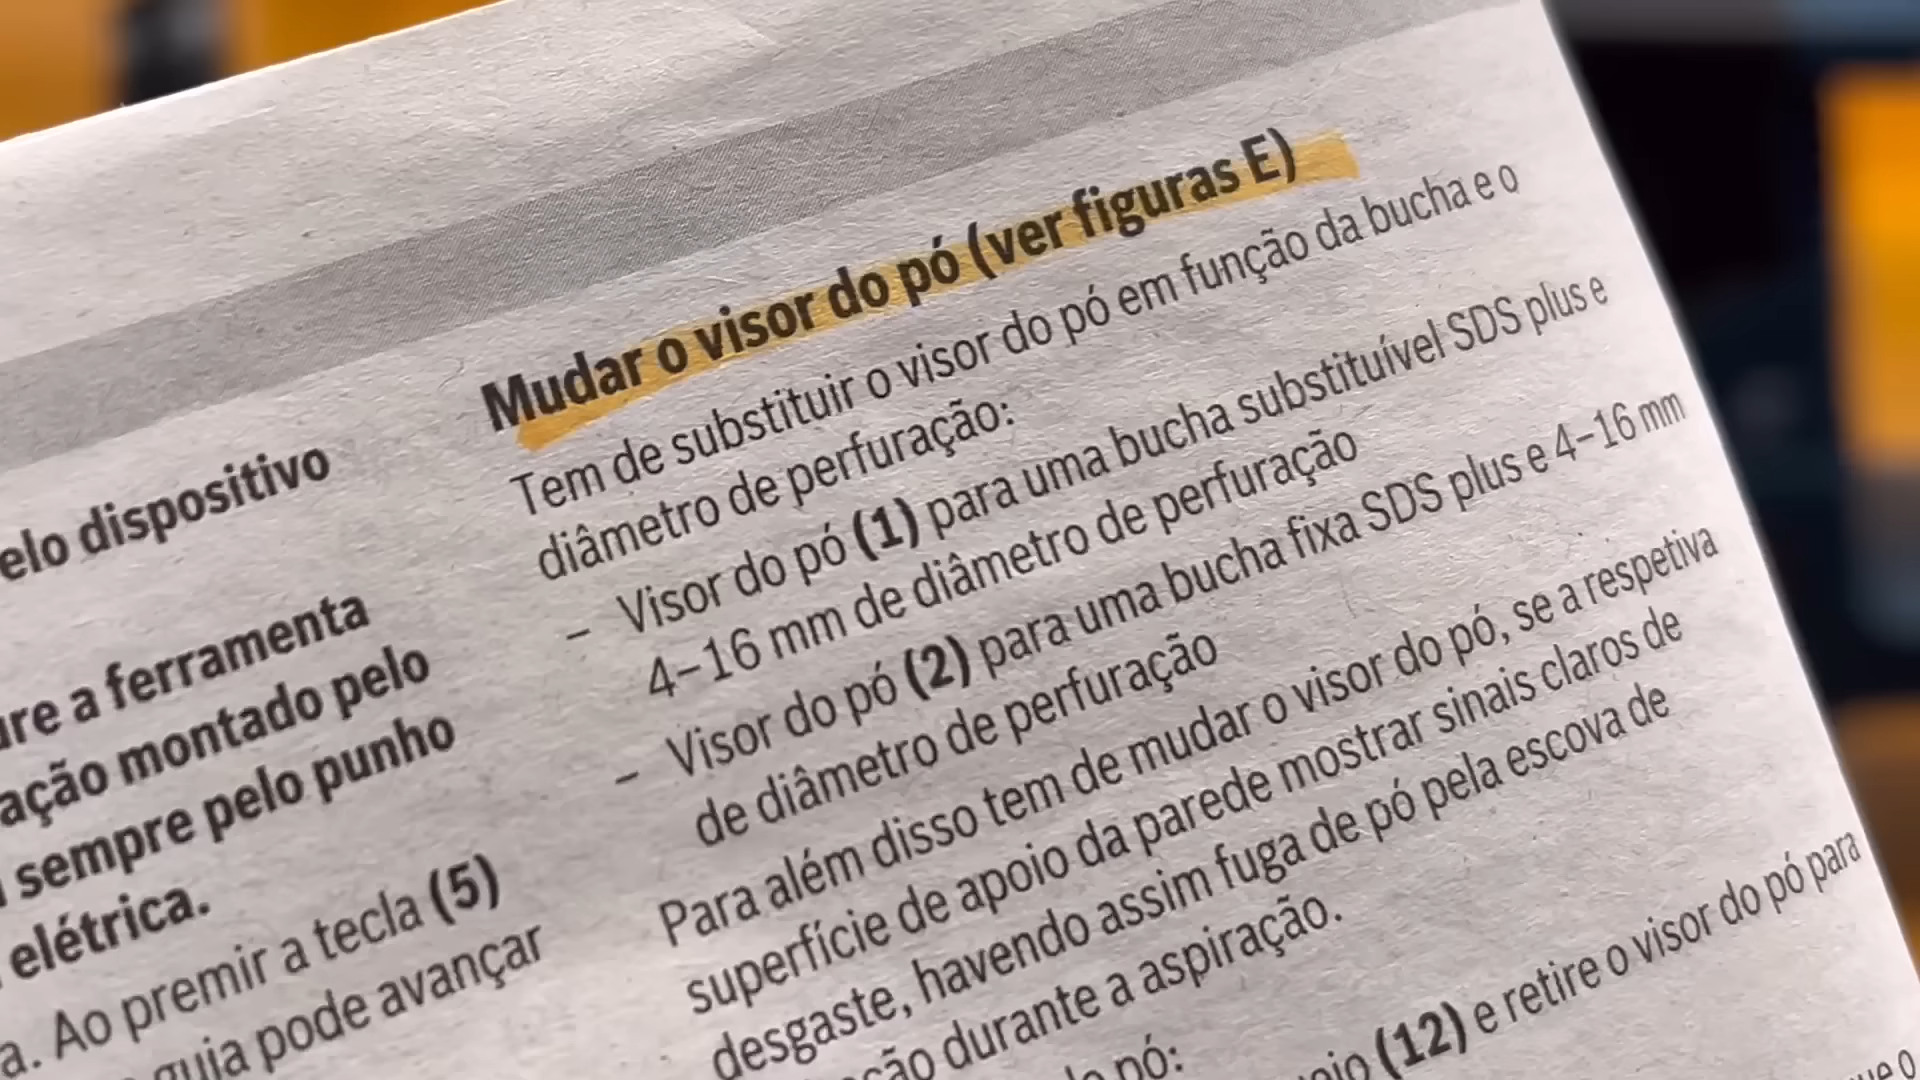 elo dispositivo
a ferramenta
montado pelo
sempre pelo punho
elétrica.
a. Ao premir a tecla (5)
guia pode avançar
Mudar o visor do pó (ver figuras E)
Tem de substituir o visor do pó em função da bucha e o
diâmetro de perfuração:
– Visor do pó (1) para uma bucha substituível SDS plus e
4–16 mm de diâmetro de perfuração
– Visor do pó (2) para uma bucha fixa SDS plus e 4–16 mm
de diâmetro de perfuração
Para além disso tem de mudar o visor do pó, se a respetiva
superfície de apoio da parede mostrar sinais claros de
desgaste, havendo assim fuga de pó pela escova de
durante a aspiração.
pó:
(12) e retire o visor do pó para